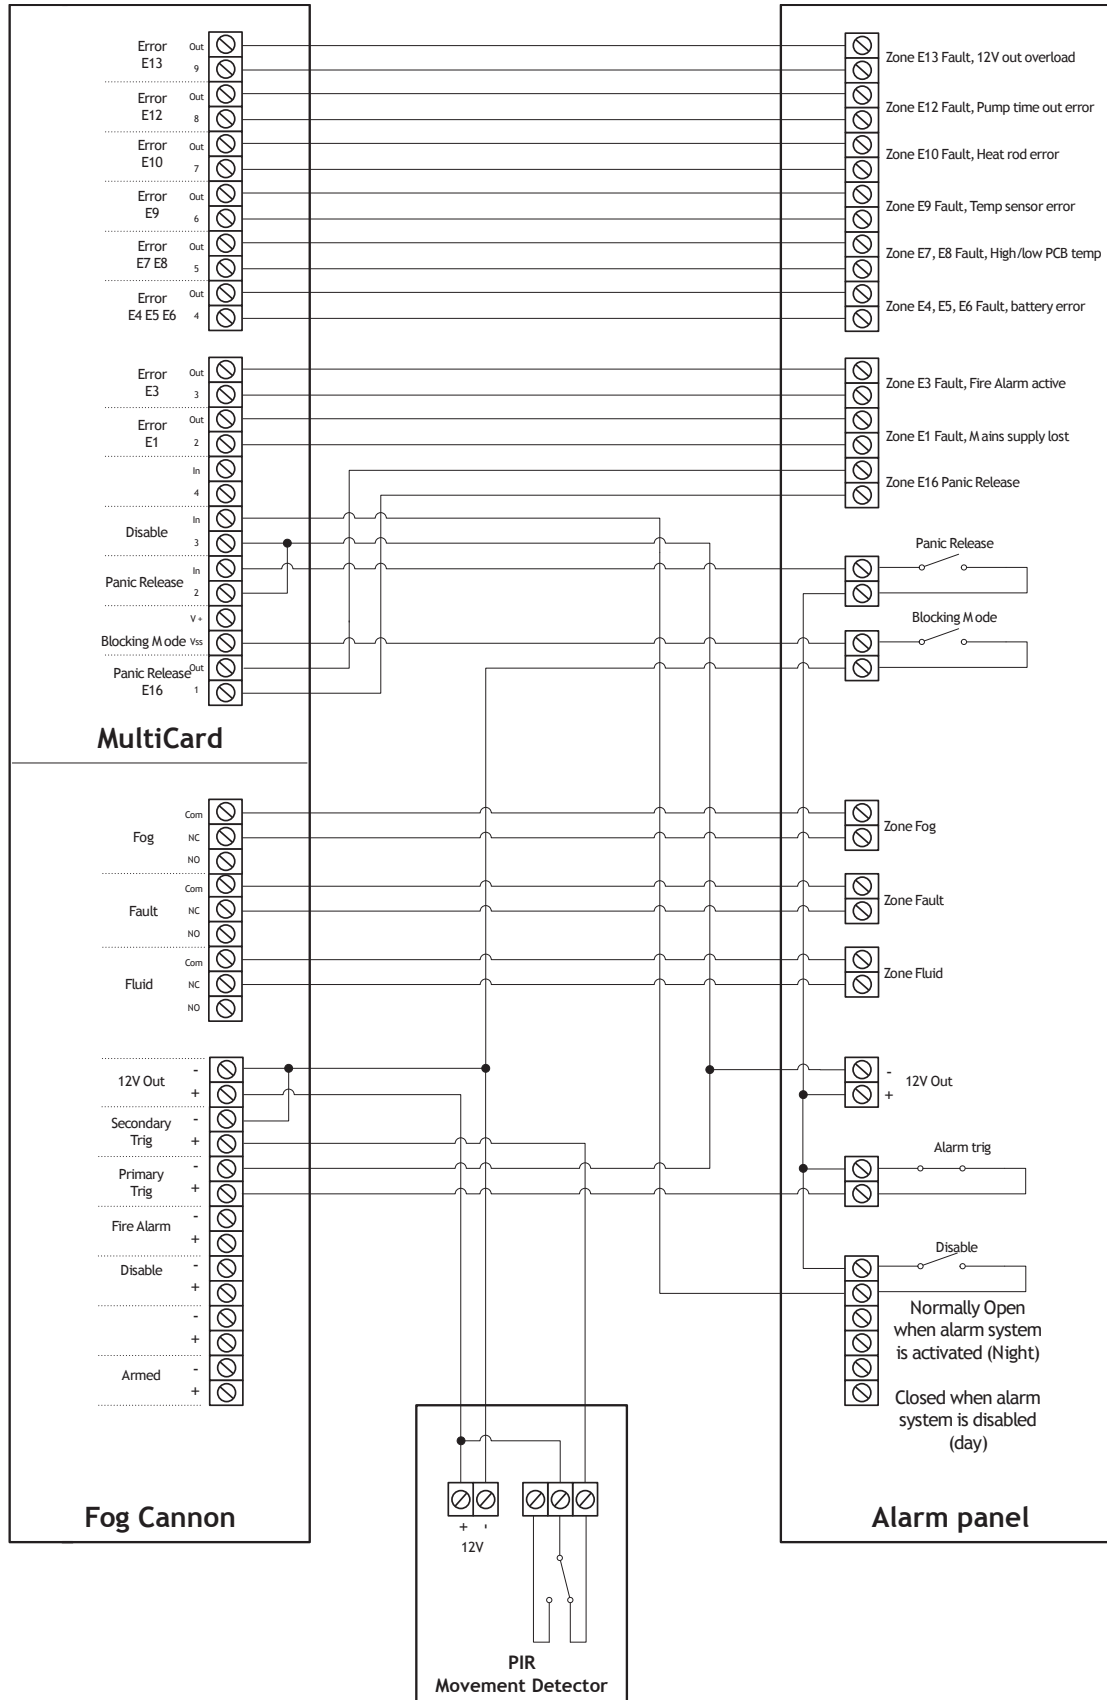 Error Out
E13 9
Error Out
E12 8
Error Out
E10 7
Error Out
E9 6
Error Out
E7 E8 5
Error Out
E4 E5 E6 4
Error Out
E3 3
Error Out
E1 2
In
4
In
Disable 3
In
Panic Release 2
V+
Blocking Mode Vss
Panic Release Out
E16 1
MultiCard
Com
Fog NC
NO
Com
Fault NC
NO
Com
Fluid NC
NO
12V Out -
+
Secondary -
Trig +
Primary -
Trig +
Fire Alarm -
+
Disable -
+
-
+
Armed -
+
Fog Cannon
Zone E13 Fault, 12V out overload
Zone E12 Fault, Pump time out error
Zone E10 Fault, Heat rod error
Zone E9 Fault, Temp sensor error
Zone E7, E8 Fault, High/low PCB temp
Zone E4, E5, E6 Fault, battery error
Zone E3 Fault, Fire Alarm active
Zone E1 Fault, Mains supply lost
Zone E16 Panic Release
Panic Release
Blocking Mode
Zone Fog
Zone Fault
Zone Fluid
-
12V Out
+
Alarm trig
Disable
Normally Open
when alarm system
is activated (Night)
Closed when alarm
system is disabled
(day)
Alarm panel
+ -
12V
PIR
Movement Detector